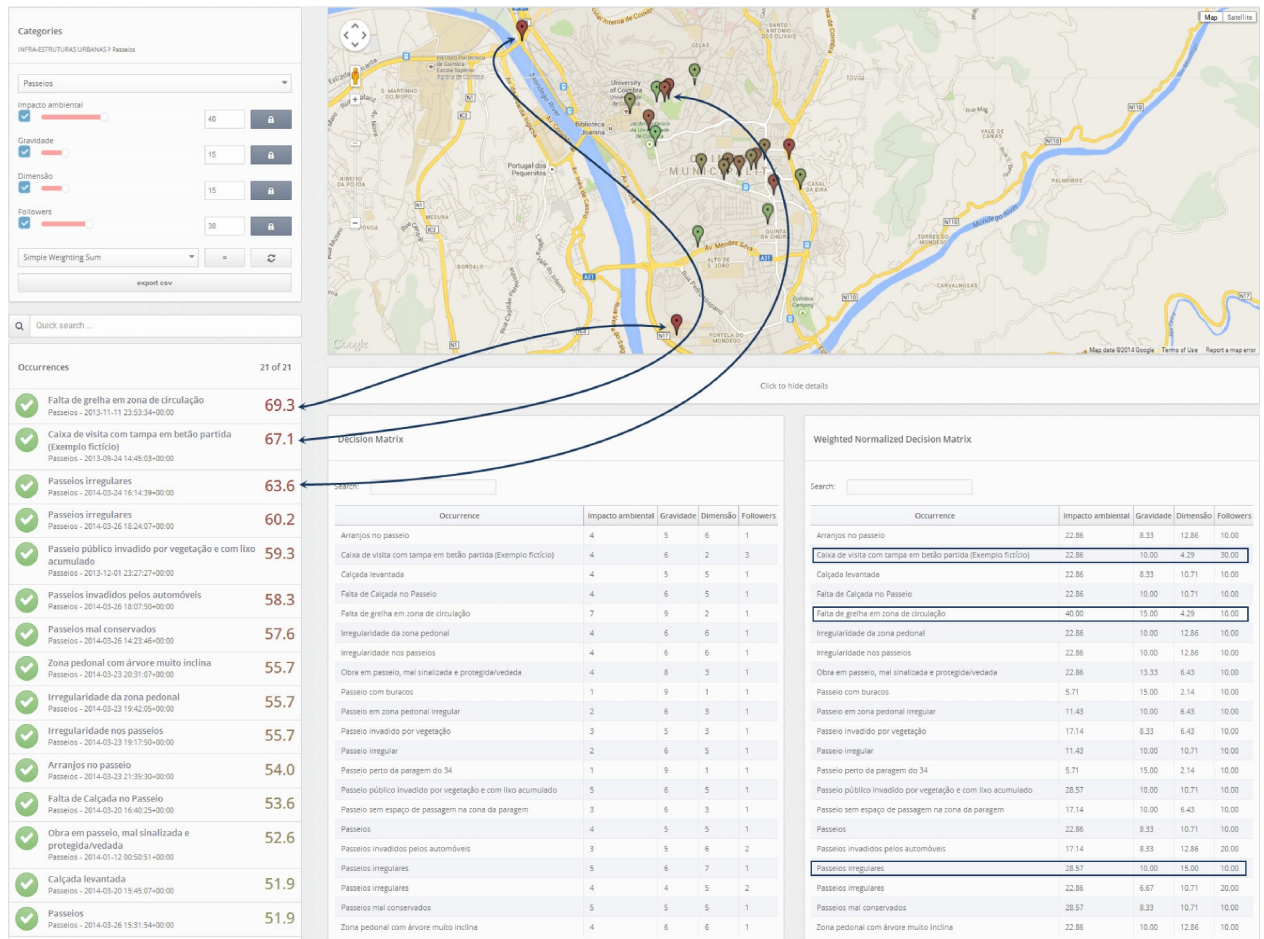 Categories
INFRA-ESTRUTURAS URBANAS > Passeios
Passeios
Impacto ambiental
40
Gravidade
15
Dimensão
15
Followers
30
Simple Weighting Sum
=
export csv
Quick search ...
Occurrences 21 of 21
Falta de grelha em zona de circulação
Passeios - 2013-11-11 23:53:34+00:00
69.3
Caixa de visita com tampa em betão partida
(Exemplo fictício)
Passeios - 2013-09-24 14:45:03+00:00
67.1
Passeios irregulares
Passeios - 2014-03-24 16:14:39+00:00
63.6
Passeios irregulares
Passeios - 2014-03-26 18:24:07+00:00
60.2
Passeio público invadido por vegetação e com lixo
acumulado
Passeios - 2013-12-01 23:27:27+00:00
59.3
Passeios invadidos pelos automóveis
Passeios - 2014-03-26 18:07:50+00:00
58.3
Passeios mal conservados
Passeios - 2014-03-26 14:23:46+00:00
57.6
Zona pedonal com árvore muito inclina
Passeios - 2014-03-23 20:31:07+00:00
55.7
Irregularidade da zona pedonal
Passeios - 2014-03-23 19:42:05+00:00
55.7
Irregularidade nos passeios
Passeios - 2014-03-23 19:17:50+00:00
55.7
Arranjos no passeio
Passeios - 2014-03-23 21:35:30+00:00
54.0
Falta de Calçada no Passeio
Passeios - 2014-03-20 16:40:25+00:00
53.6
Obra em passeio, mal sinalizada e
protegida/vedada
Passeios - 2014-01-12 00:50:51+00:00
52.6
Calçada levantada
Passeios - 2014-03-20 15:45:07+00:00
51.9
Passeios
Passeios - 2014-03-26 15:31:54+00:00
51.9
Map Satellite
SANTO
ANTÓNIO
DOS OLIVAIS
CELAS
TOVIM
Instituto Politécnico
de Coimbra
Escola Superior
Agrária de Coimbra
S. MARTINHO
DO BISPO
University
of Coimbra
Biblioteca
Joanina
Portugal dos
Pequenitos
Mondego River
Av. Inês de Castro
N1
IC2
MESURA
BORDALO
CASAL
DA EIRA
QUINTA
Av. Mendes Silva
ALTO DE
S. JOÃO
A31
N17
PORTELA DO
MONDEGO
Coimbra
Camping
N110
VALE DE
CANAS
PALHEIROS
TORRES DO
MONDEGO
CARVALHOSAS
Mondego River
Google
Map data ©2014 Google Terms of Use Report a map error
Click to hide details
Decision Matrix
Search:
Occurrence Impacto ambiental Gravidade Dimensão Followers
Arranjos no passeio 4 5 6 1
Caixa de visita com tampa em betão partida (Exemplo fictício) 4 6 2 3
Calçada levantada 4 5 5 1
Falta de Calçada no Passeio 4 6 5 1
Falta de grelha em zona de circulação 7 9 2 1
Irregularidade da zona pedonal 4 6 6 1
Irregularidade nos passeios 4 6 6 1
Obra em passeio, mal sinalizada e protegida/vedada 4 8 3 1
Passeio com buracos 1 9 1 1
Passeio em zona pedonal irregular 2 6 3 1
Passeio invadido por vegetação 3 5 3 1
Passeio irregular 2 6 5 1
Passeio perto da paragem do 34 1 9 1 1
Passeio público invadido por vegetação e com lixo acumulado 5 6 5 1
Passeio sem espaço de passagem na zona da paragem 3 6 3 1
Passeios 4 5 5 1
Passeios invadidos pelos automóveis 3 5 6 2
Passeios irregulares 5 6 7 1
Passeios irregulares 4 4 5 2
Passeios mal conservados 5 5 5 1
Zona pedonal com árvore muito inclina 4 6 6 1
Weighted Normalized Decision Matrix
Search:
Occurrence Impacto ambiental Gravidade Dimensão Followers
Arranjos no passeio 22.86 8.33 12.86 10.00
Caixa de visita com tampa em betão partida (Exemplo fictício) 22.86 10.00 4.29 30.00
Calçada levantada 22.86 8.33 10.71 10.00
Falta de Calçada no Passeio 22.86 10.00 10.71 10.00
Falta de grelha em zona de circulação 40.00 15.00 4.29 10.00
Irregularidade da zona pedonal 22.86 10.00 12.86 10.00
Irregularidade nos passeios 22.86 10.00 12.86 10.00
Obra em passeio, mal sinalizada e protegida/vedada 22.86 13.33 6.43 10.00
Passeio com buracos 5.71 15.00 2.14 10.00
Passeio em zona pedonal irregular 11.43 10.00 6.43 10.00
Passeio invadido por vegetação 17.14 8.33 6.43 10.00
Passeio irregular 11.43 10.00 10.71 10.00
Passeio perto da paragem do 34 5.71 15.00 2.14 10.00
Passeio público invadido por vegetação e com lixo acumulado 28.57 10.00 10.71 10.00
Passeio sem espaço de passagem na zona da paragem 17.14 10.00 6.43 10.00
Passeios 22.86 8.33 10.71 10.00
Passeios invadidos pelos automóveis 17.14 8.33 12.86 20.00
Passeios irregulares 28.57 10.00 15.00 10.00
Passeios irregulares 22.86 6.67 10.71 20.00
Passeios mal conservados 28.57 8.33 10.71 10.00
Zona pedonal com árvore muito inclina 22.86 10.00 12.86 10.00